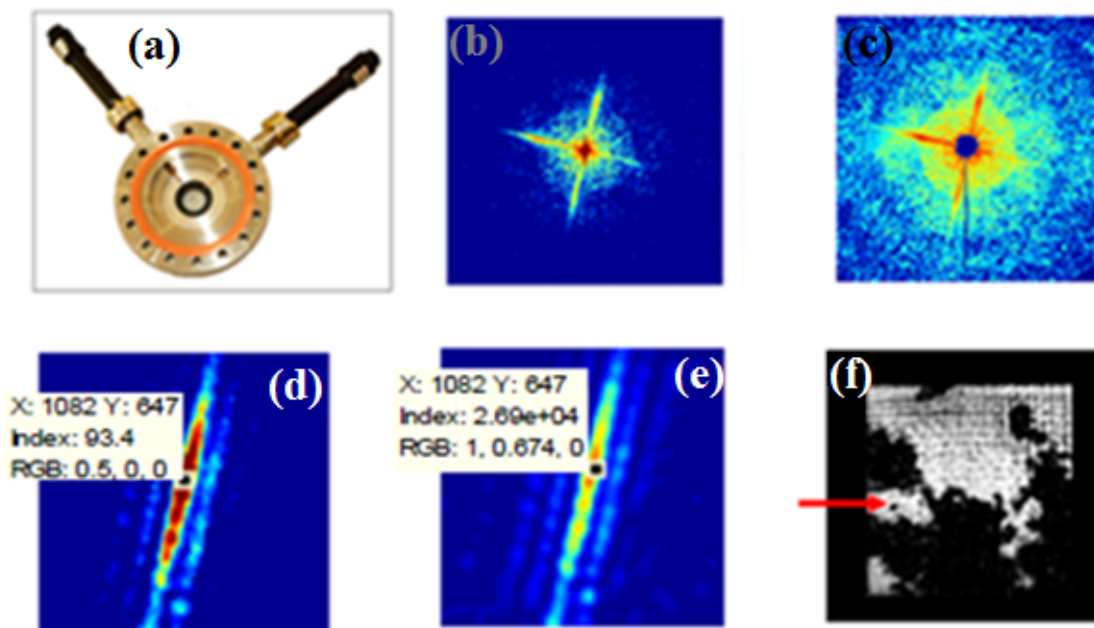 (a)
(b)
(c)
(d)
X: 1082 Y: 647
Index: 93.4
RGB: 0.5, 0, 0
(e)
X: 1082 Y: 647
Index: 2.69e+04
RGB: 1, 0.674, 0
(f)